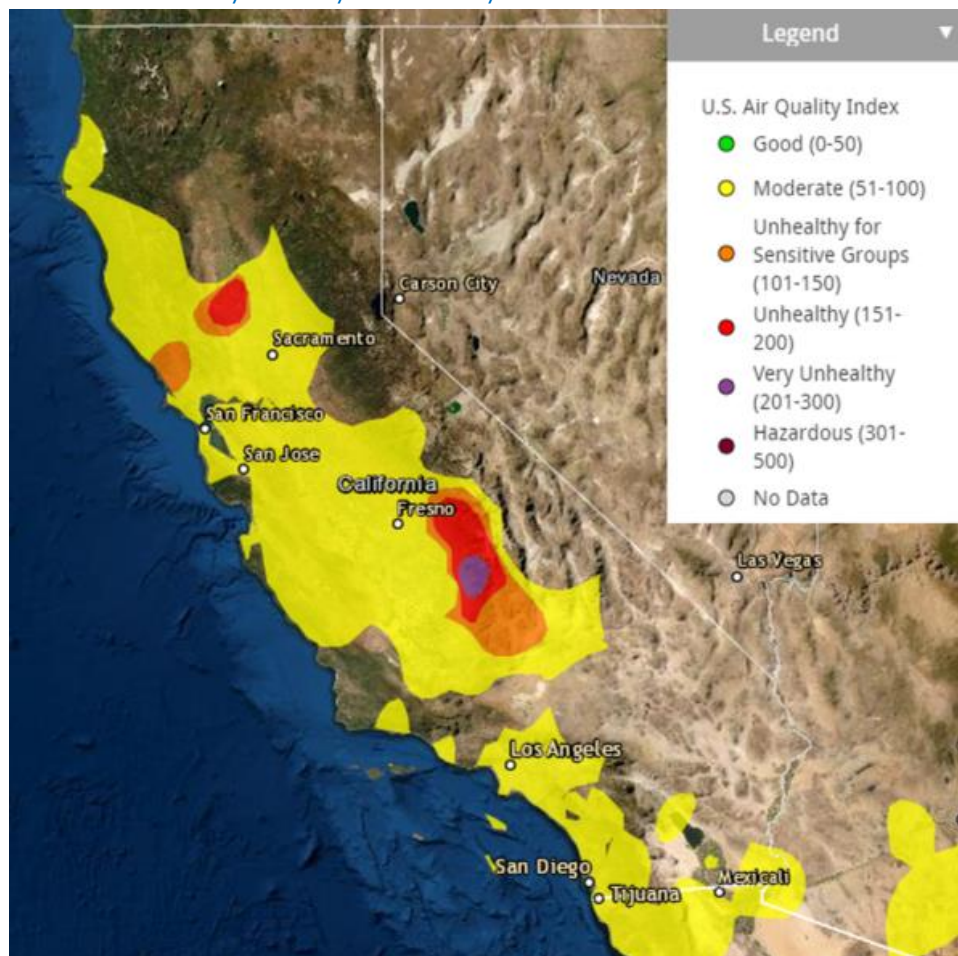 Legend
U.S. Air Quality Index
Good (0-50)
Moderate (51-100)
Unhealthy for
Sensitive Groups
(101-150)
Unhealthy (151-
200)
Very Unhealthy
(201-300)
Hazardous (301-
500)
No Data
Carson City
Nevada
Sacramento
San Francisco
San Jose
California
Fresno
Las Vegas
Los Angeles
San Diego
Tijuana
Mexicali